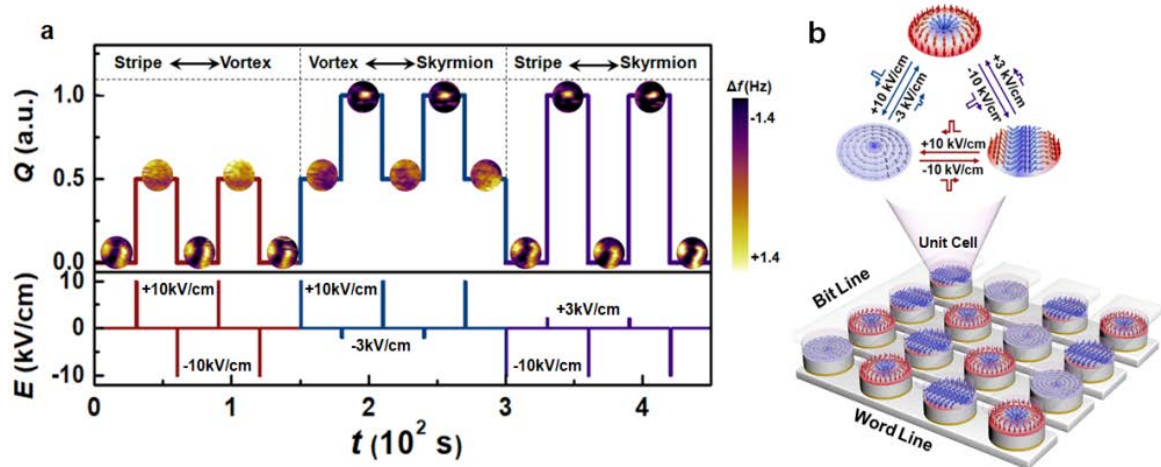 a
Stripe ⟷ Vortex
Vortex ⟷ Skyrmion
Stripe ⟷ Skyrmion
Q (a.u.)
1.0
0.5
0.0
Δf(Hz)
-1.4
+1.4
E (kV/cm)
10
0
-10
+10kV/cm
-10kV/cm
+10kV/cm
-3kV/cm
+3kV/cm
-10kV/cm
0
1
2
3
4
t (10² s)
b
+10 kV/cm
-3 kV/cm
+3 kV/cm
-10 kV/cm
+10 kV/cm
-10 kV/cm
Unit Cell
Bit Line
Word Line